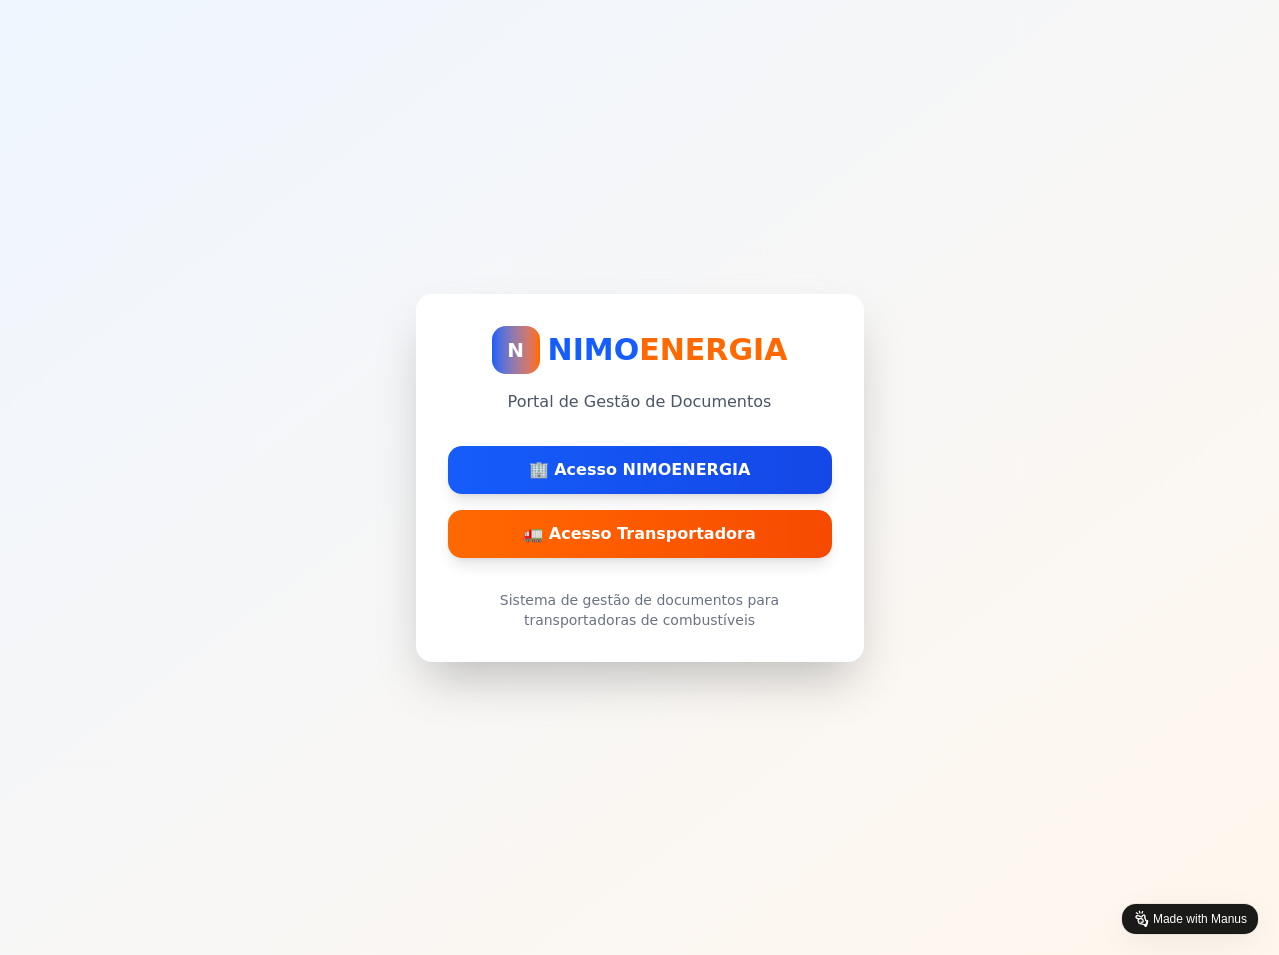 N NIMOENERGIA
Portal de Gestão de Documentos
🏢 Acesso NIMOENERGIA
🚛 Acesso Transportadora
Sistema de gestão de documentos para
transportadoras de combustíveis
Made with Manus